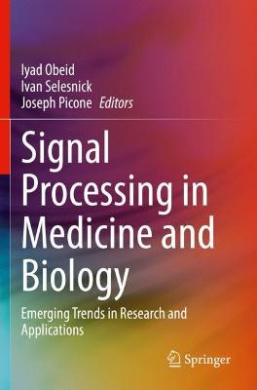 Iyad Obeid
Ivan Selesnick
Joseph Picone Editors
Signal
Processing in
Medicine and
Biology
Emerging Trends in Research and
Applications
Springer